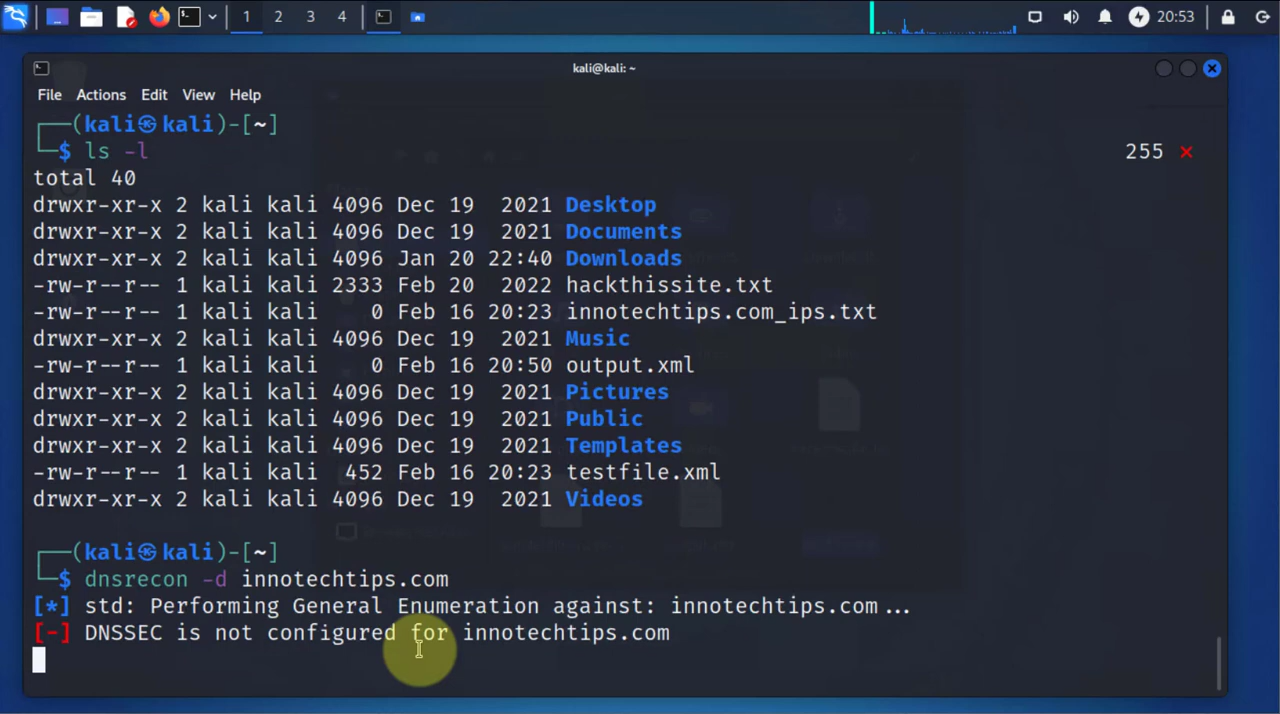 1 2 3 4 20:53
kali@kali: ~
File Actions Edit View Help
┌──(kali㉿kali)-[~]
└─$ ls -l 255 ×
total 40
drwxr-xr-x 2 kali kali 4096 Dec 19  2021 Desktop
drwxr-xr-x 2 kali kali 4096 Dec 19  2021 Documents
drwxr-xr-x 2 kali kali 4096 Jan 20 22:40 Downloads
-rw-r--r-- 1 kali kali 2333 Feb 20  2022 hackthissite.txt
-rw-r--r-- 1 kali kali    0 Feb 16 20:23 innotechtips.com_ips.txt
drwxr-xr-x 2 kali kali 4096 Dec 19  2021 Music
-rw-r--r-- 1 kali kali    0 Feb 16 20:50 output.xml
drwxr-xr-x 2 kali kali 4096 Dec 19  2021 Pictures
drwxr-xr-x 2 kali kali 4096 Dec 19  2021 Public
drwxr-xr-x 2 kali kali 4096 Dec 19  2021 Templates
-rw-r--r-- 1 kali kali  452 Feb 16 20:23 testfile.xml
drwxr-xr-x 2 kali kali 4096 Dec 19  2021 Videos
┌──(kali㉿kali)-[~]
└─$ dnsrecon -d innotechtips.com
[*] std: Performing General Enumeration against: innotechtips.com...
[-] DNSSEC is not configured for innotechtips.com